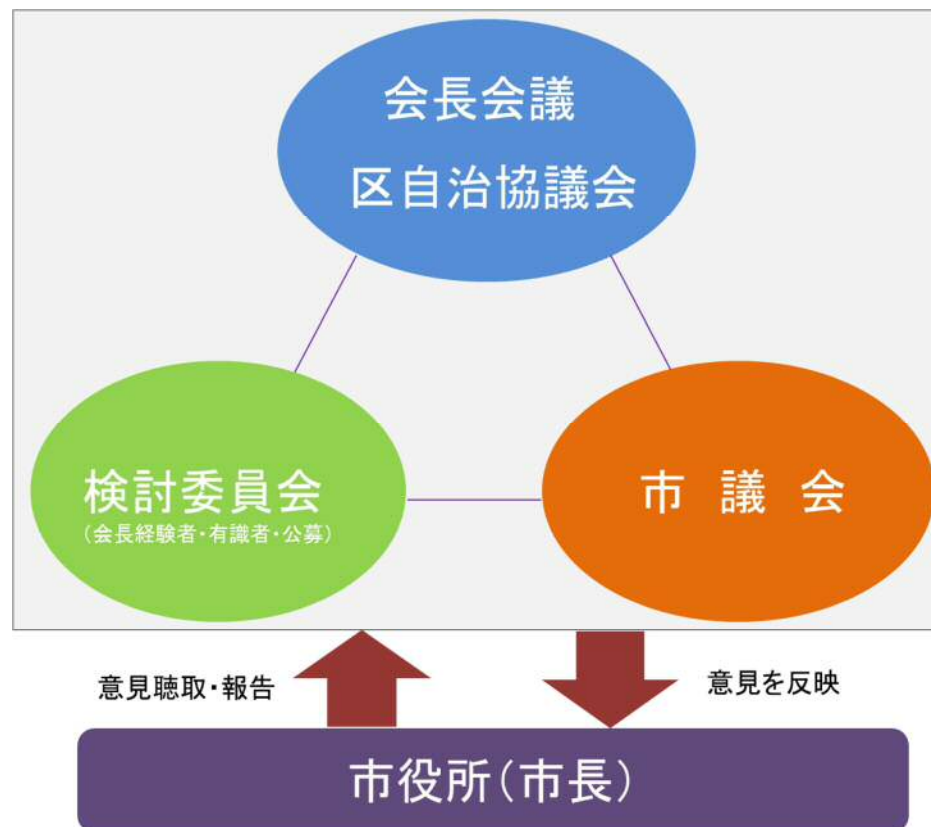 会長会議
区自治協議会
検討委員会
(会長経験者・有識者・公募)
市 議 会
意見聴取・報告
意見を反映
市役所(市長)